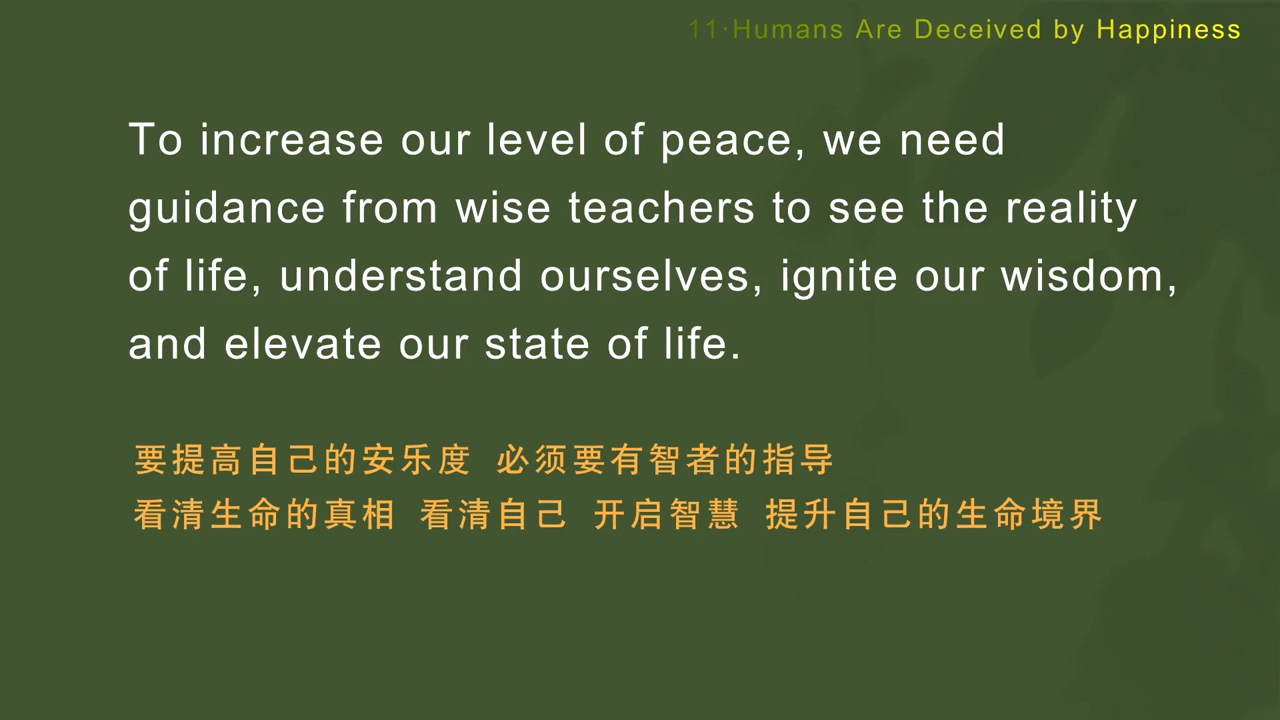 11·Humans Are Deceived by Happiness
To increase our level of peace, we need
guidance from wise teachers to see the reality
of life, understand ourselves, ignite our wisdom,
and elevate our state of life.
要提高自己的安乐度 必须要有智者的指导
看清生命的真相 看清自己 开启智慧 提升自己的生命境界